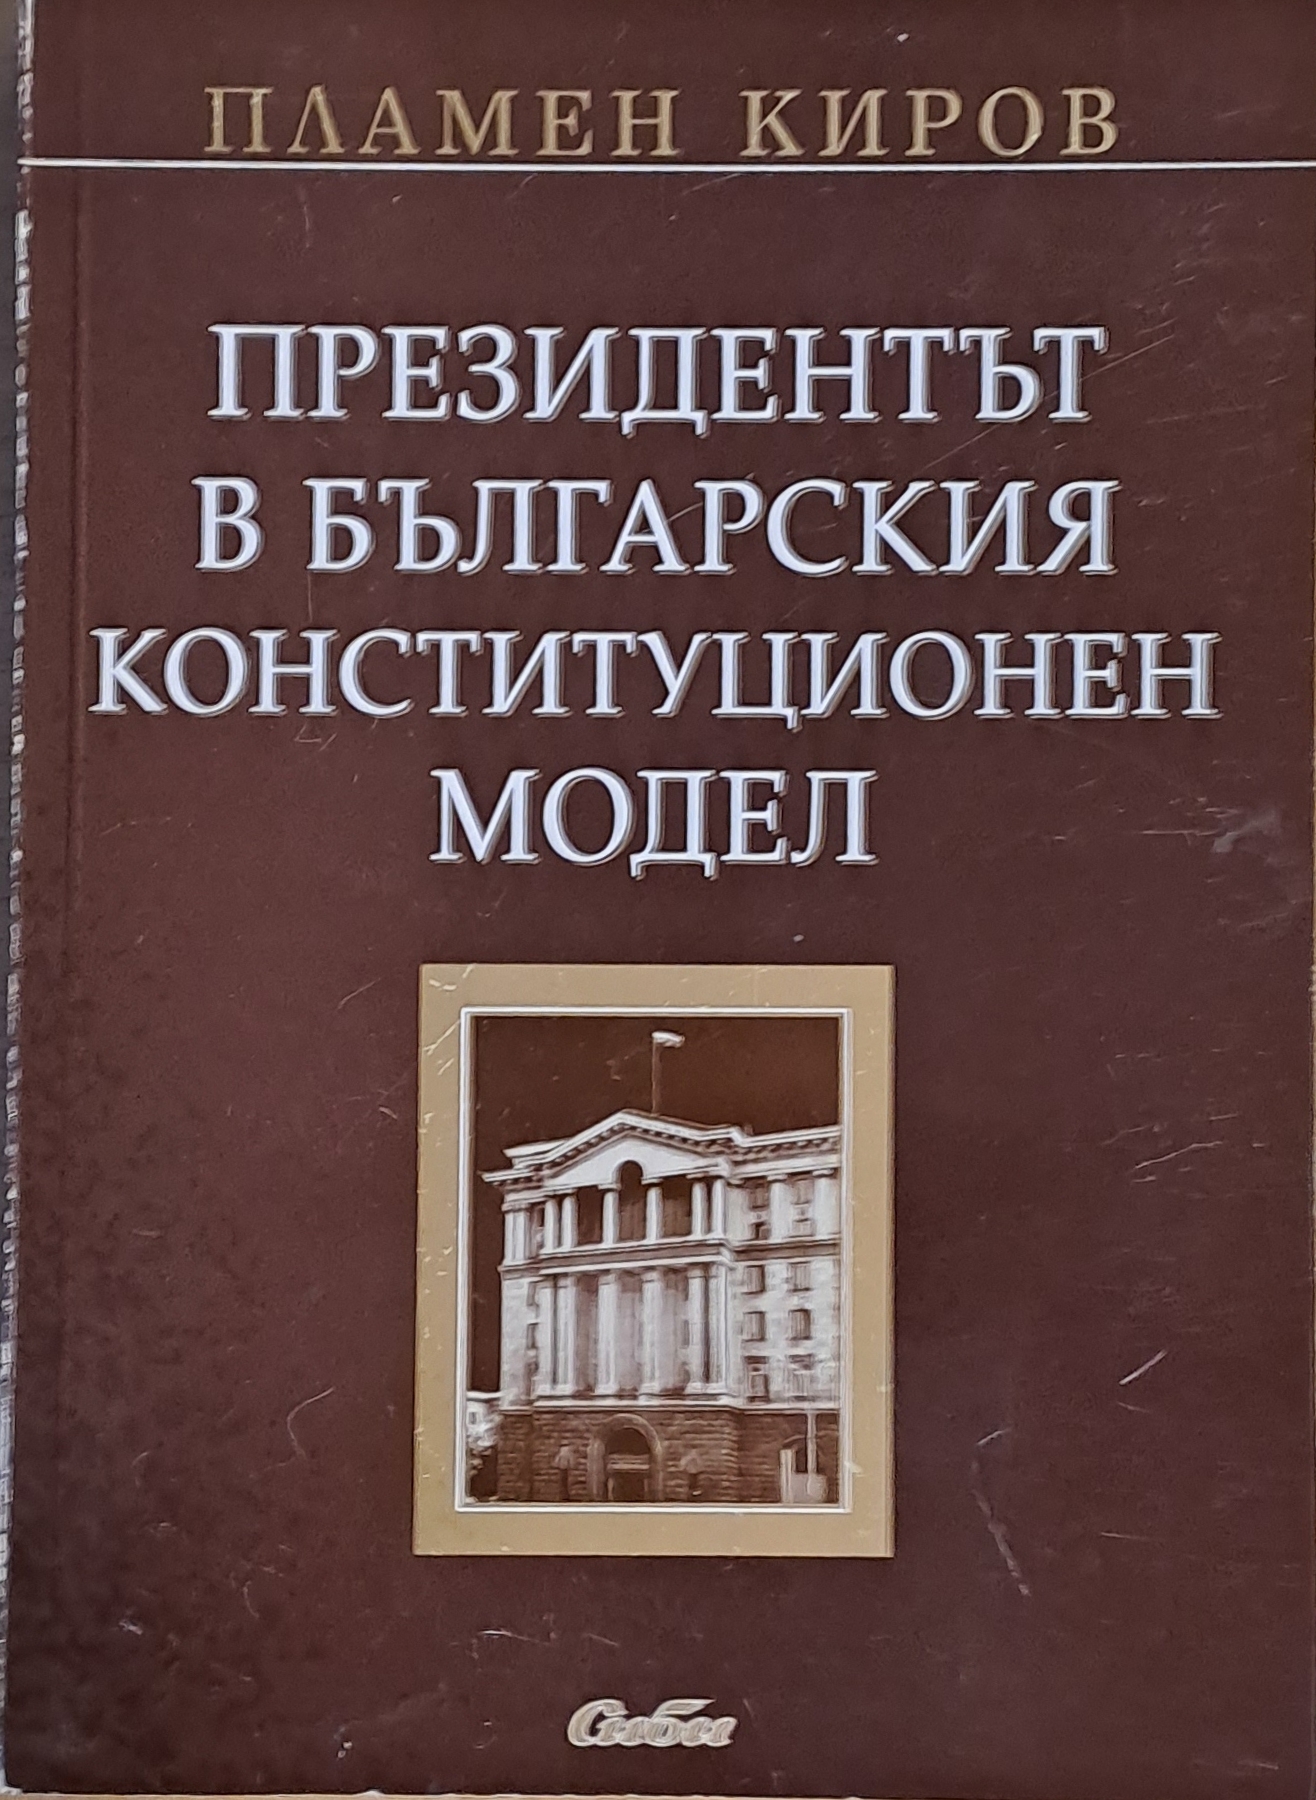 ПЛАМЕН КИРОВ
ПРЕЗИДЕНТЪТ
В БЪЛГАРСКИЯ
КОНСТИТУЦИОНЕН
МОДЕЛ
Сиби